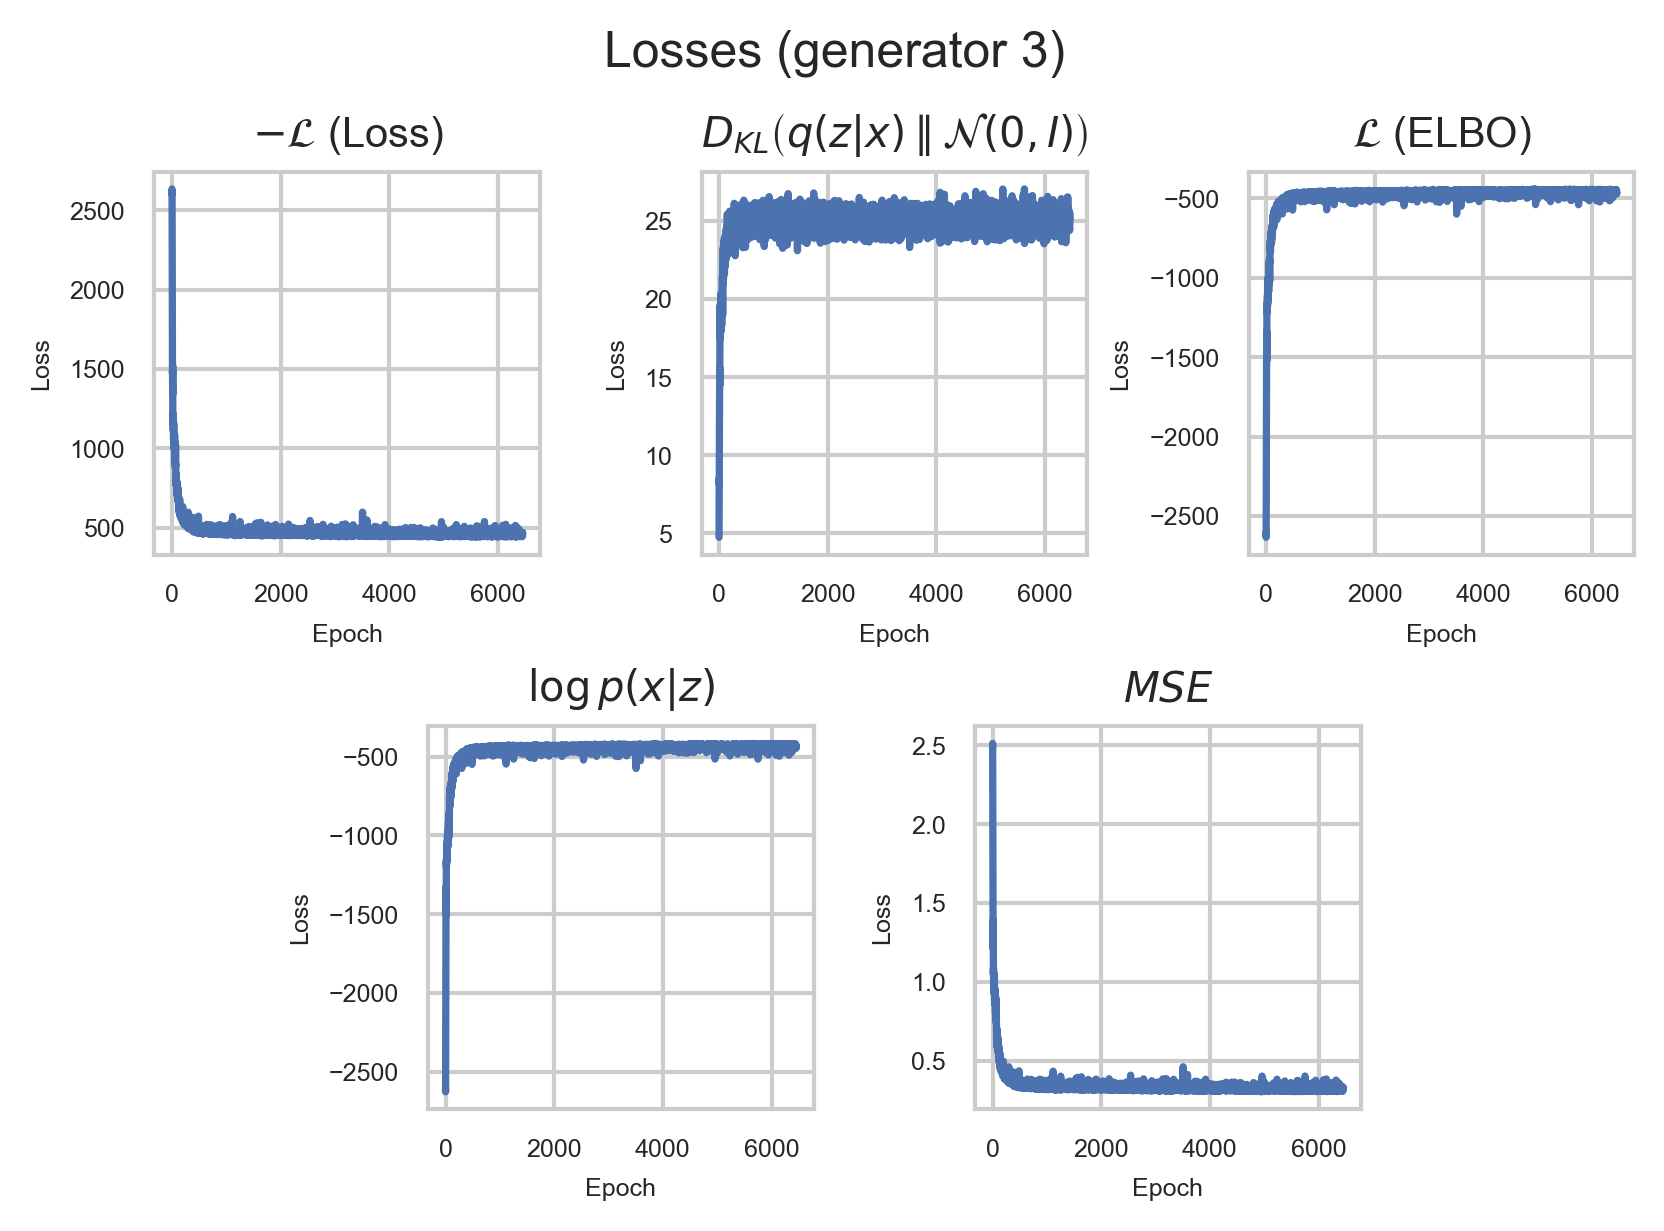 Losses (generator 3)
−ℒ (Loss)
2500
2000
1500
1000
500
Loss
0 2000 4000 6000
Epoch
D_{KL}(q(z|x) ∥ 𝒩(0, I))
25
20
15
10
5
Loss
0 2000 4000 6000
Epoch
ℒ (ELBO)
−500
−1000
−1500
−2000
−2500
Loss
0 2000 4000 6000
Epoch
log p(x|z)
−500
−1000
−1500
−2000
−2500
Loss
0 2000 4000 6000
Epoch
MSE
2.5
2.0
1.5
1.0
0.5
Loss
0 2000 4000 6000
Epoch